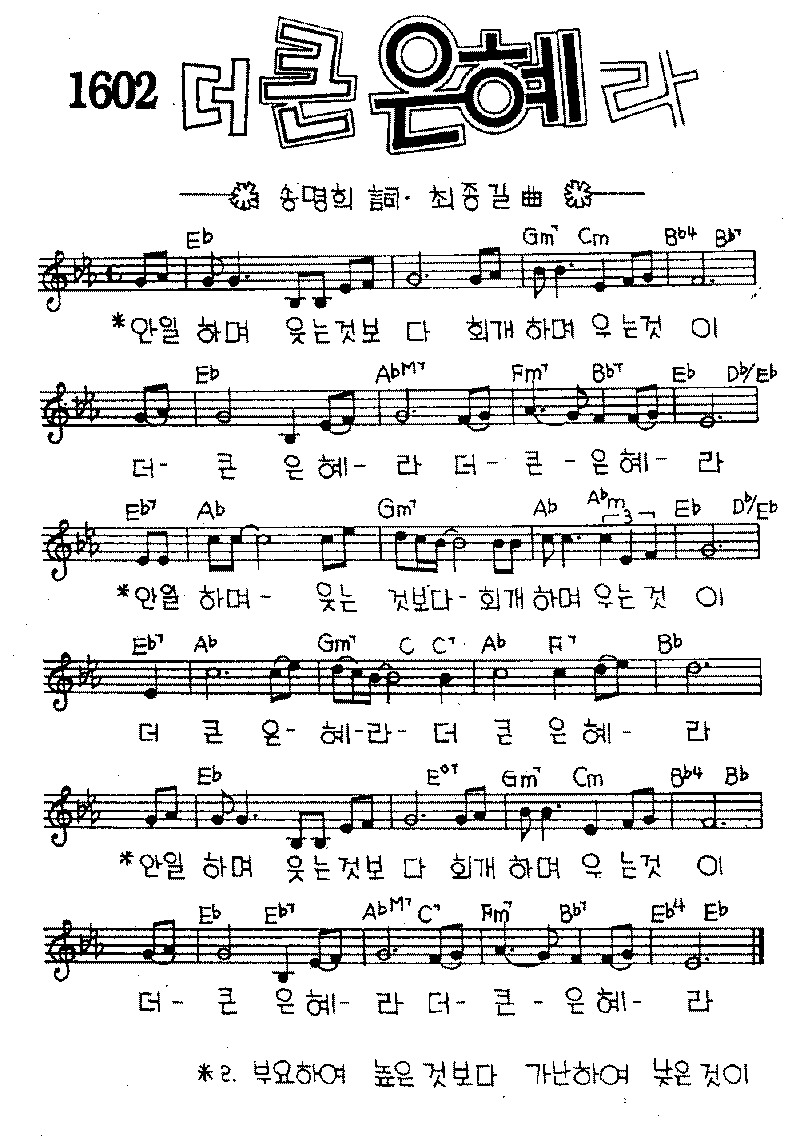 1602 더 큰 은혜라
송명희 詞 · 최종길 曲
Eb Gm7 Cm Bb4 Bb7
*안일 하며 웃는것보 다 회개 하며 우는것 이
Eb AbM7 Fm7 Bb7 Eb Db/Eb
더- 큰 은 혜- 라 더- 큰 - 은 혜- 라
Eb7 Ab Gm7 Ab Abm Eb Db/Eb
3
*안일 하며- 웃는 것보다- 회개 하며 우는것 이
Eb7 Ab Gm7 C C7 Ab F7 Bb
더 큰 은- 혜-라- 더 큰 은 혜- 라
Eb E°7 Gm7 Cm Bb4 Bb
*안일 하며 웃는것보 다 회개 하며 우 는것 이
Eb Eb7 AbM7 C7 Fm7 Bb7 Eb4 Eb
더- 큰 은혜- 라 더- 큰- 은혜- 라
*2. 부요하여 높은것보다 가난하여 낮은것이